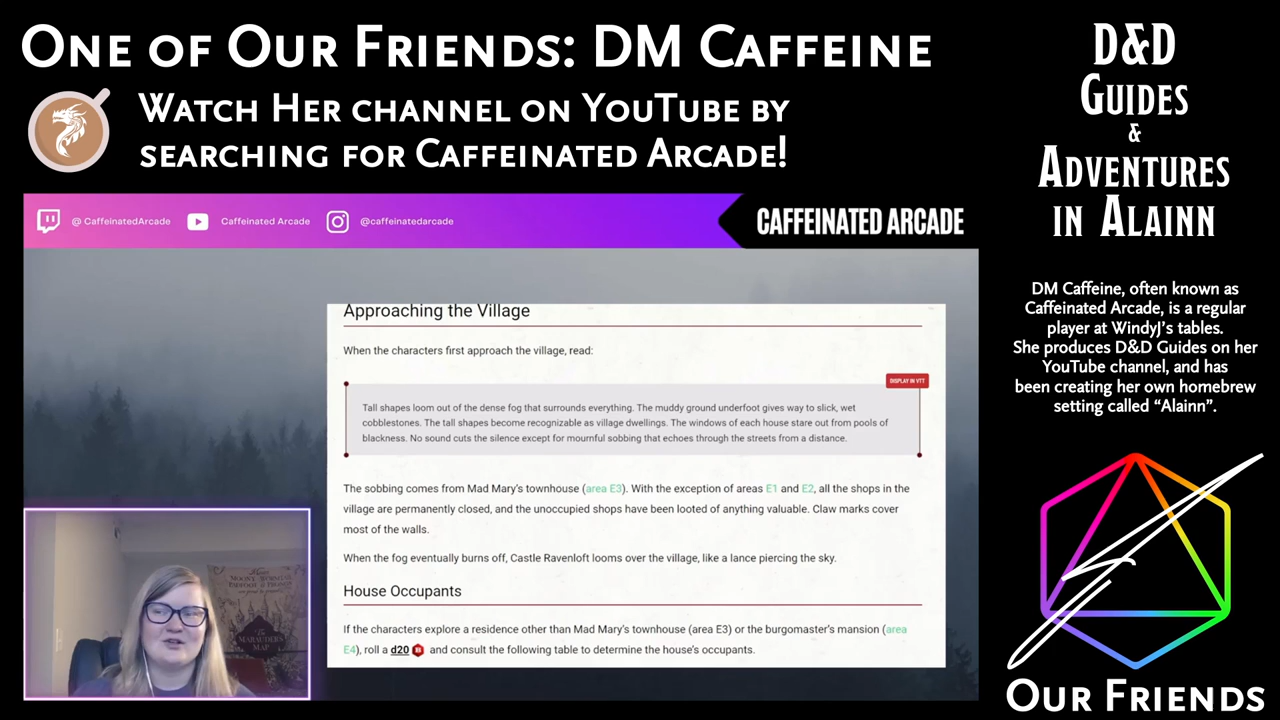 One of Our Friends: DM Caffeine
Watch Her channel on YouTube by
searching for Caffeinated Arcade!
D&D
Guides
&
Adventures
in Alainn
@ CaffeinatedArcade
Caffeinated Arcade
@caffeinatedarcade
CAFFEINATED ARCADE
Approaching the Village
When the characters first approach the village, read:
DISPLAY IN VTT
Tall shapes loom out of the dense fog that surrounds everything. The muddy ground underfoot gives way to slick, wet
cobblestones. The tall shapes become recognizable as village dwellings. The windows of each house stare out from pools of
blackness. No sound cuts the silence except for mournful sobbing that echoes through the streets from a distance.
The sobbing comes from Mad Mary's townhouse (area E3). With the exception of areas E1 and E2, all the shops in the
village are permanently closed, and the unoccupied shops have been looted of anything valuable. Claw marks cover
most of the walls.
When the fog eventually burns off, Castle Ravenloft looms over the village, like a lance piercing the sky.
House Occupants
If the characters explore a residence other than Mad Mary's townhouse (area E3) or the burgomaster's mansion (area
E4), roll a d20 and consult the following table to determine the house's occupants.
DM Caffeine, often known as
Caffeinated Arcade, is a regular
player at WindyJ's tables.
She produces D&D Guides on her
YouTube channel, and has
been creating her own homebrew
setting called "Alainn".
Our Friends
MARAUDER'S
MAP